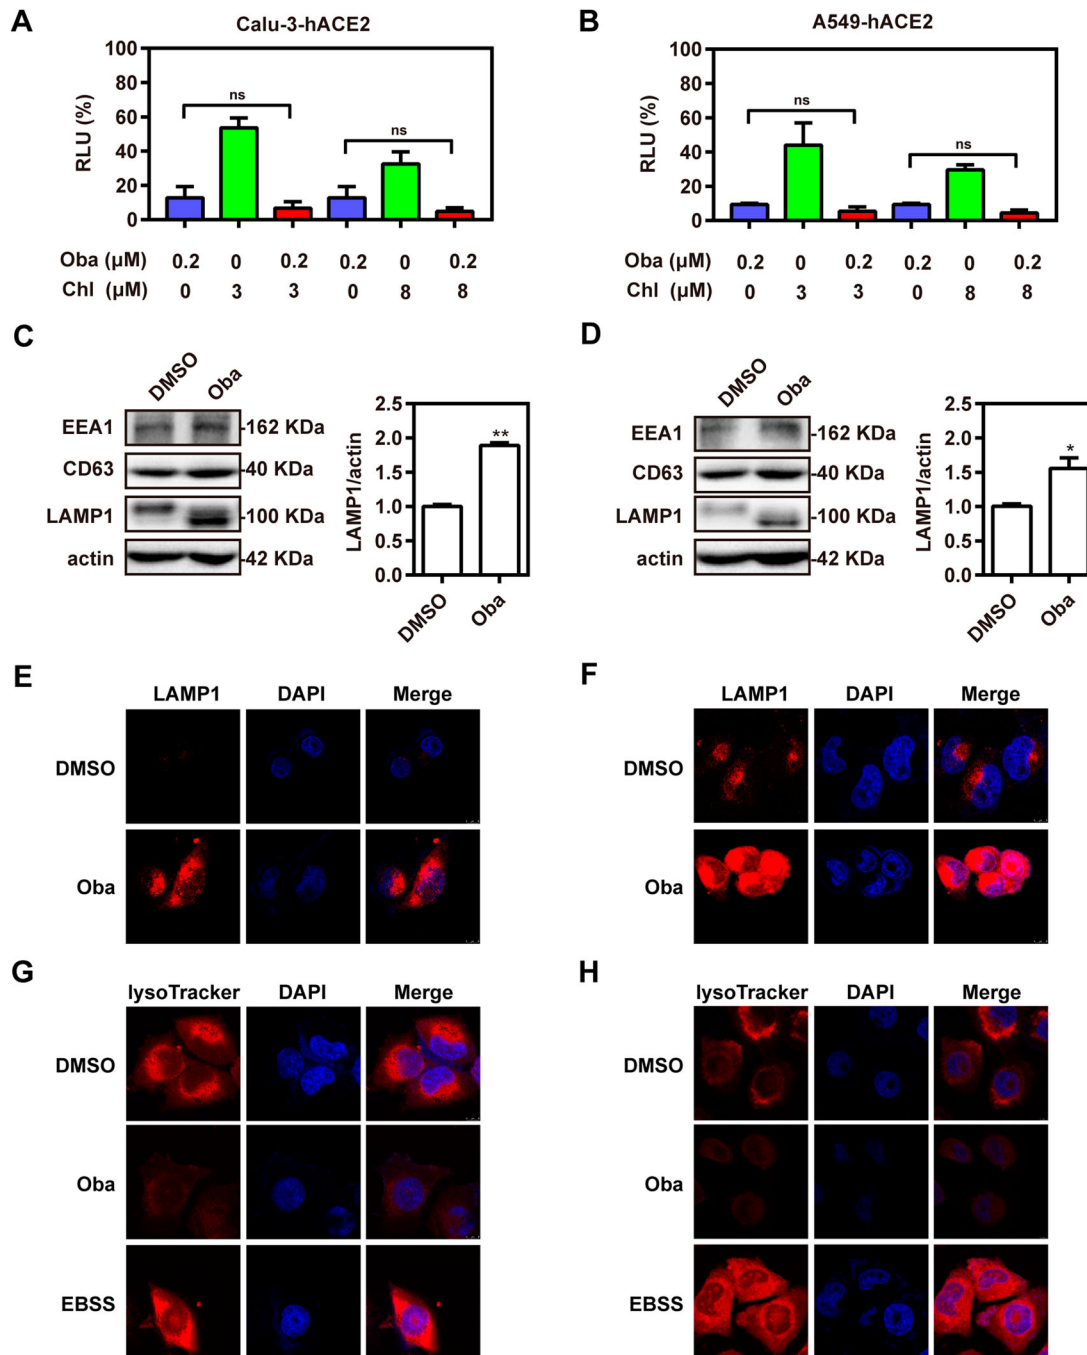 A
Calu-3-hACE2
100
80
60
40
20
0
RLU (%)
ns
ns
Oba (μM) 0.2 0 0.2 0.2 0 0.2
Chl (μM) 0 3 3 0 8 8
B
A549-hACE2
100
80
60
40
20
0
RLU (%)
ns
ns
Oba (μM) 0.2 0 0.2 0.2 0 0.2
Chl (μM) 0 3 3 0 8 8
C
DMSO Oba
EEA1 -162 KDa
CD63 -40 KDa
LAMP1 -100 KDa
actin -42 KDa
LAMP1/actin
2.5
2.0
1.5
1.0
0.5
0.0
**
DMSO Oba
D
DMSO Oba
EEA1 -162 KDa
CD63 -40 KDa
LAMP1 -100 KDa
actin -42 KDa
LAMP1/actin
2.5
2.0
1.5
1.0
0.5
0.0
*
DMSO Oba
E
LAMP1 DAPI Merge
DMSO
Oba
F
LAMP1 DAPI Merge
DMSO
Oba
G
lysoTracker DAPI Merge
DMSO
Oba
EBSS
H
lysoTracker DAPI Merge
DMSO
Oba
EBSS